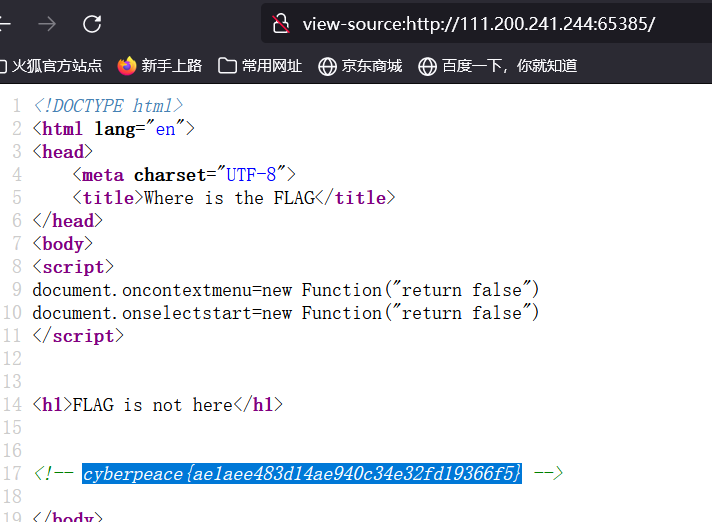 view-source:http://111.200.241.244:65385/
火狐官方站点 新手上路 常用网址 京东商城 百度一下，你就知道
1 <!DOCTYPE html>
2 <html lang="en">
3 <head>
4 <meta charset="UTF-8">
5 <title>Where is the FLAG</title>
6 </head>
7 <body>
8 <script>
9 document.oncontextmenu=new Function("return false")
10 document.onselectstart=new Function("return false")
11 </script>
12
13
14 <h1>FLAG is not here</h1>
15
16
17 <!-- cyberpeace{ae1aee483d14ae940c34e32fd19366f5} -->
18
19 </body>